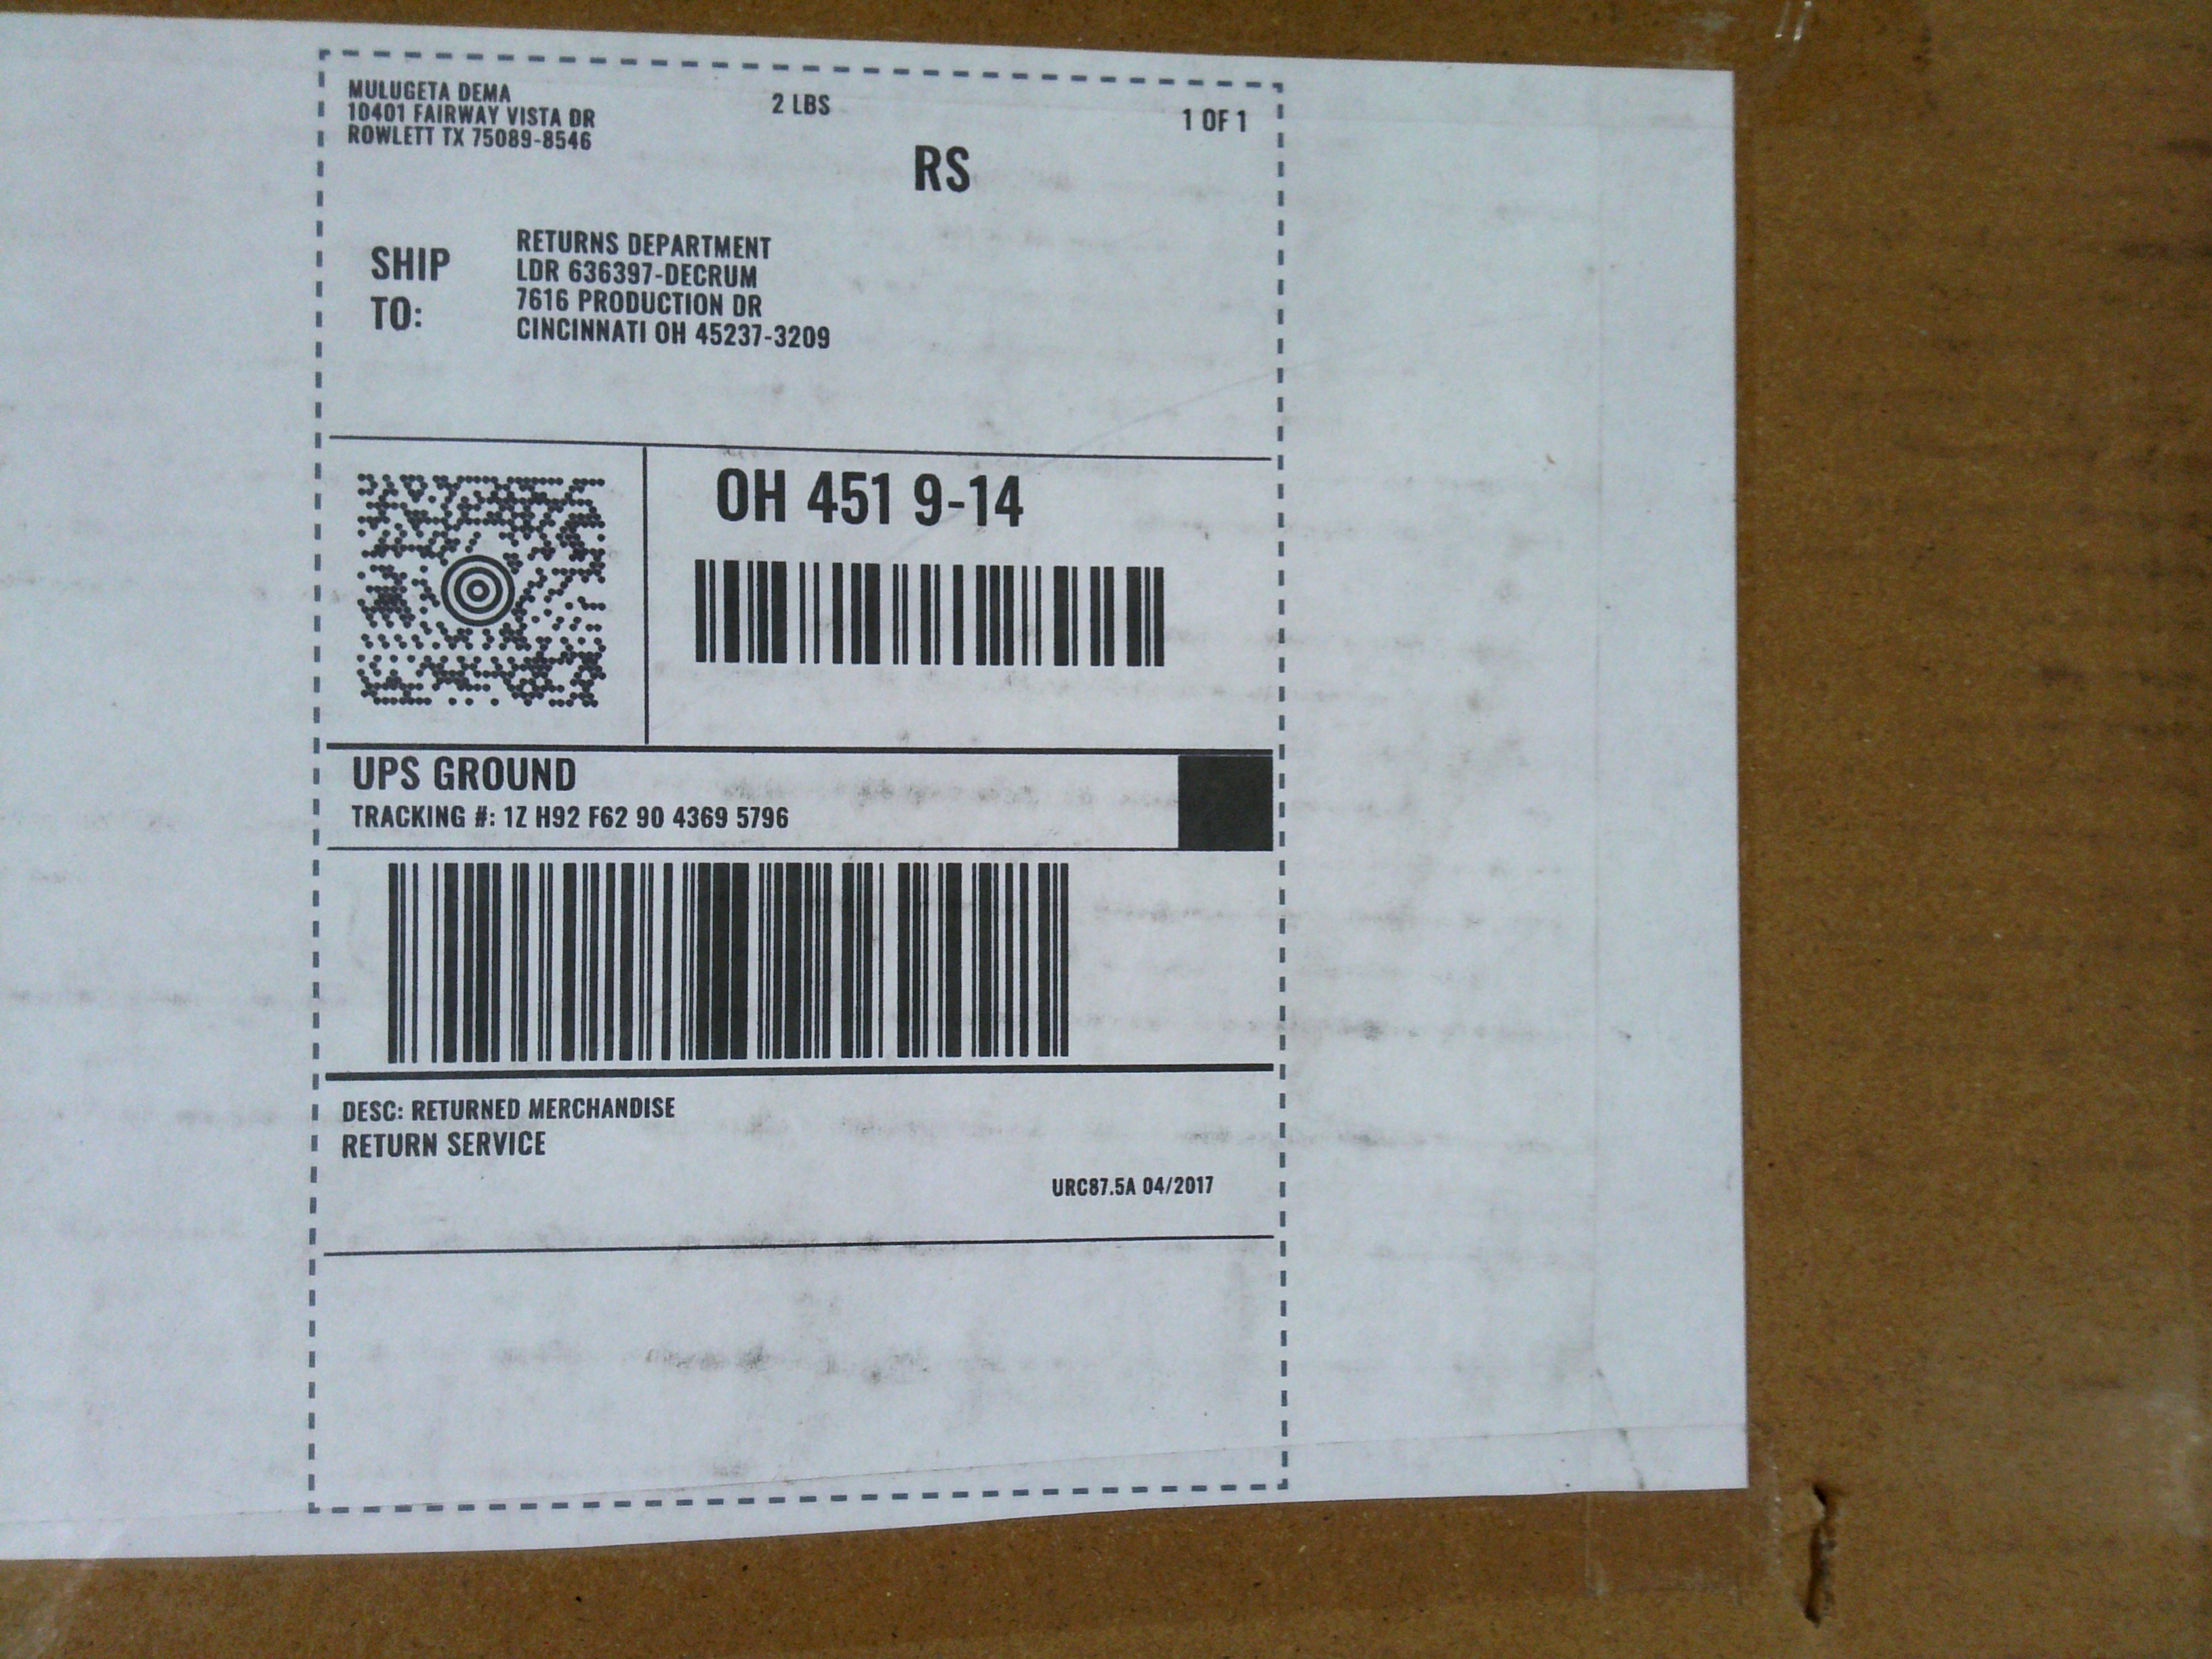 MULUGETA DEMA
10401 FAIRWAY VISTA DR
ROWLETT TX 75089-8546
2 LBS
1 OF 1
RS
SHIP
TO:
RETURNS DEPARTMENT
LDR 636397-DECRUM
7616 PRODUCTION DR
CINCINNATI OH 45237-3209
OH 451 9-14
UPS GROUND
TRACKING #: 1Z H92 F62 90 4369 5796
DESC: RETURNED MERCHANDISE
RETURN SERVICE
URC87.5A 04/2017